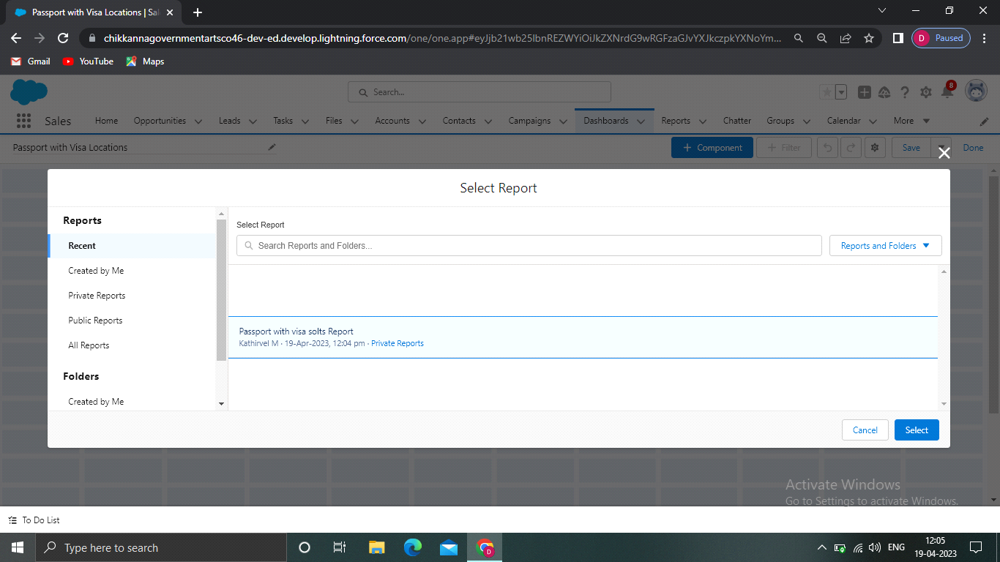 Passport with Visa Locations | Sal
chikkannagovernmentartsco46-dev-ed.develop.lightning.force.com/one/one.app#eyJjb21wb25lbnREZWYiOiJkZXNrdG9wRGFzaGJvYXJkczpkYXNoYm...
D Paused
Gmail YouTube Maps
Search...
8
Sales Home Opportunities Leads Tasks Files Accounts Contacts Campaigns Dashboards Reports Chatter Groups Calendar More
Passport with Visa Locations
+ Component + Filter Save Done
Select Report
Reports
Recent
Created by Me
Private Reports
Public Reports
All Reports
Folders
Created by Me
Select Report
Search Reports and Folders...
Reports and Folders
Passport with visa solts Report
Kathirvel M · 19-Apr-2023, 12:04 pm · Private Reports
Cancel Select
Activate Windows
Go to Settings to activate Windows.
To Do List
Type here to search
D
ENG
12:05
19-04-2023